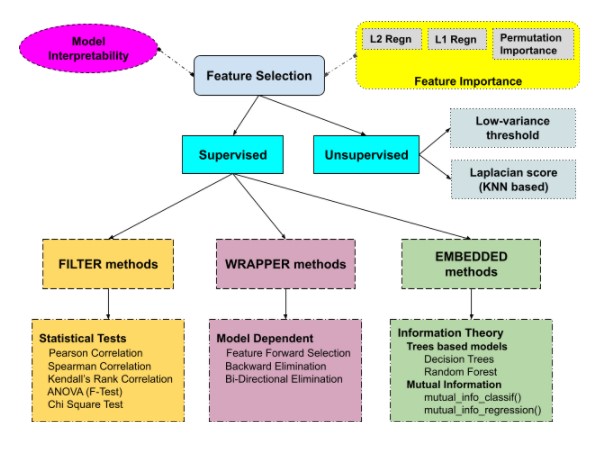 Model
Interpretability
Feature Selection
L2 Regn
L1 Regn
Permutation
Importance
Feature Importance
Supervised
Unsupervised
Low-variance
threshold
Laplacian score
(KNN based)
FILTER methods
WRAPPER methods
EMBEDDED
methods
Statistical Tests
Pearson Correlation
Spearman Correlation
Kendall's Rank Correlation
ANOVA (F-Test)
Chi Square Test
Model Dependent
Feature Forward Selection
Backward Elimination
Bi-Directional Elimination
Information Theory
Trees based models
Decision Trees
Random Forest
Mutual Information
mutual_info_classif()
mutual_info_regression()